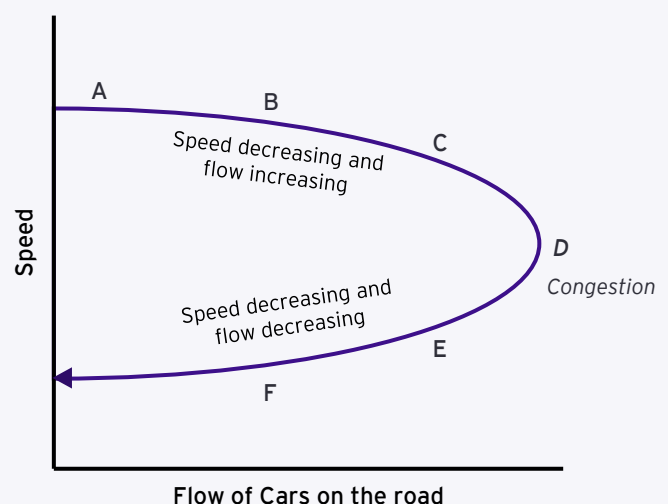 A
B
C
Speed decreasing and
flow increasing
D
Congestion
Speed
Speed decreasing and
flow decreasing
E
F
Flow of Cars on the road